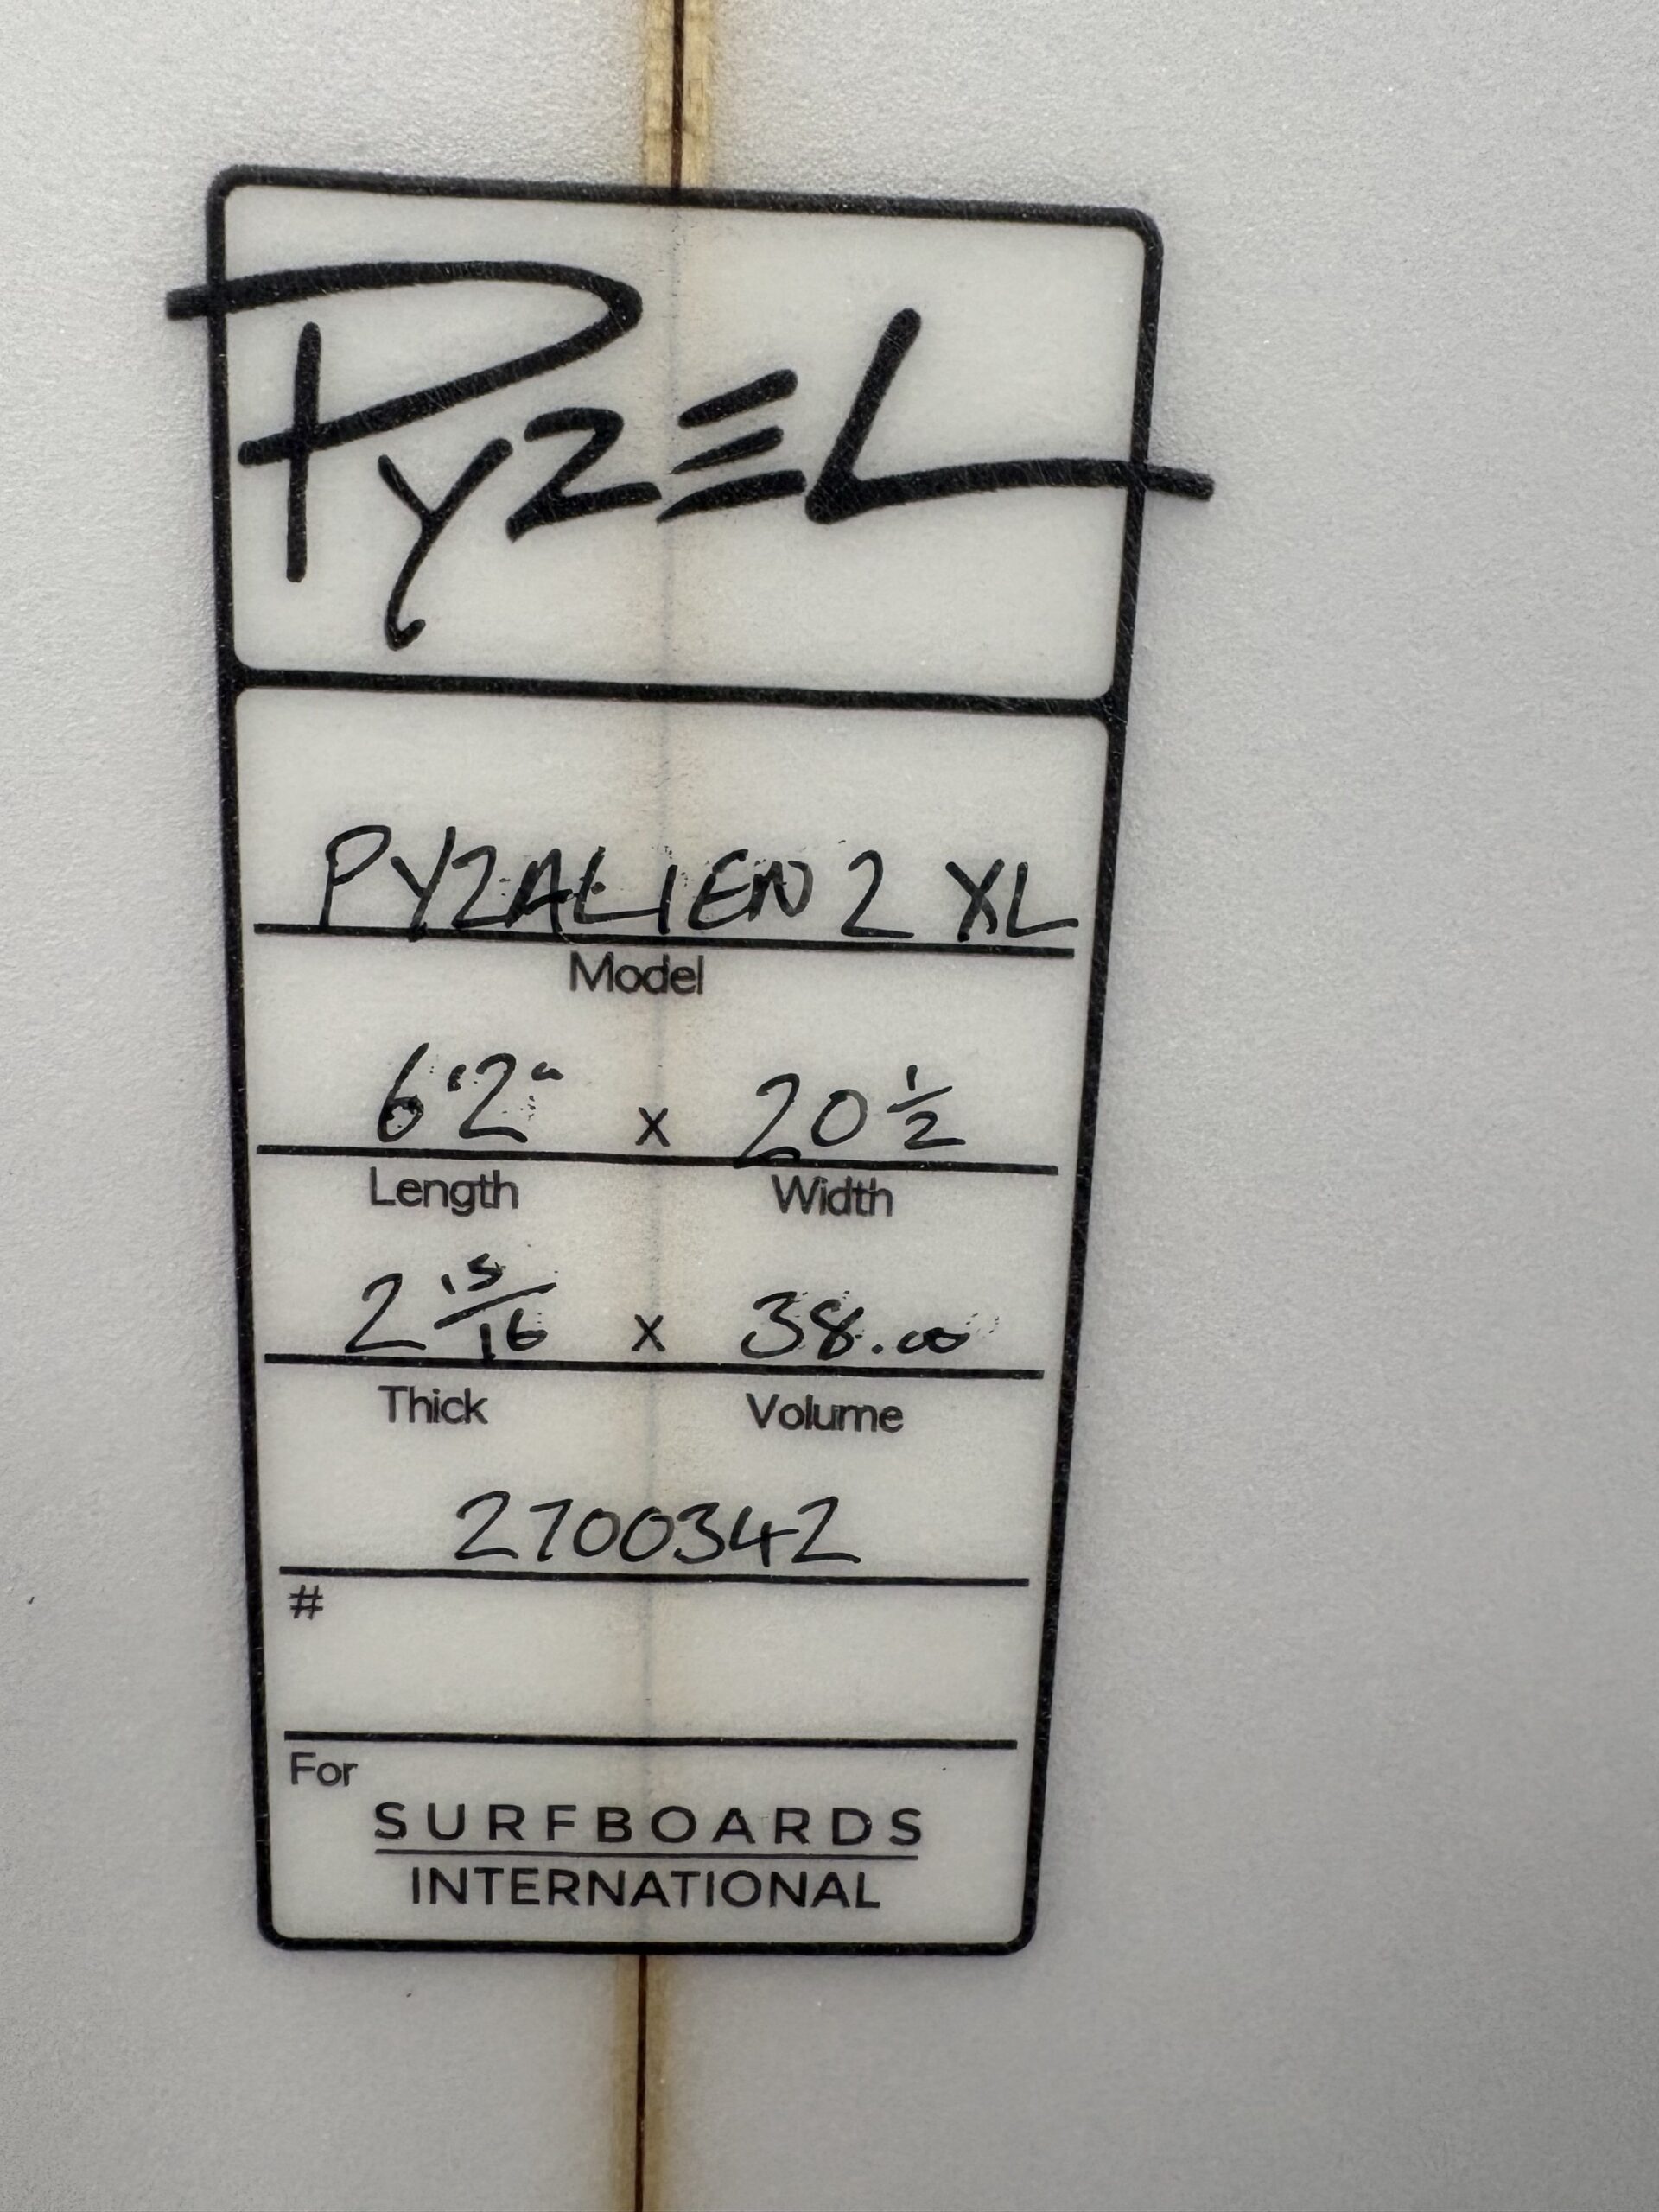 PYZEL
PYZALIEN 2 XL
Model
6'2" x 20 1/2
Length Width
2 15/16 x 38.00
Thick Volume
2700342
#
For
SURFBOARDS
INTERNATIONAL